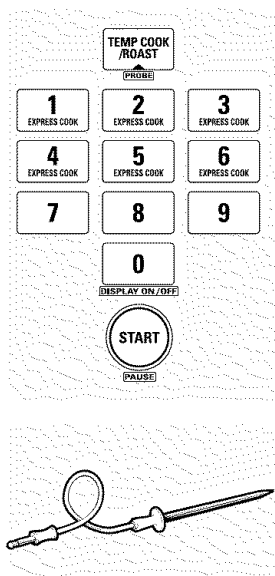 TEMP COOK
/ROAST
PROBE
1 2 3
EXPRESS COOK EXPRESS COOK EXPRESS COOK
4 5 6
EXPRESS COOK EXPRESS COOK EXPRESS COOK
7 8 9
0
DISPLAY ON/OFF
START
PAUSE